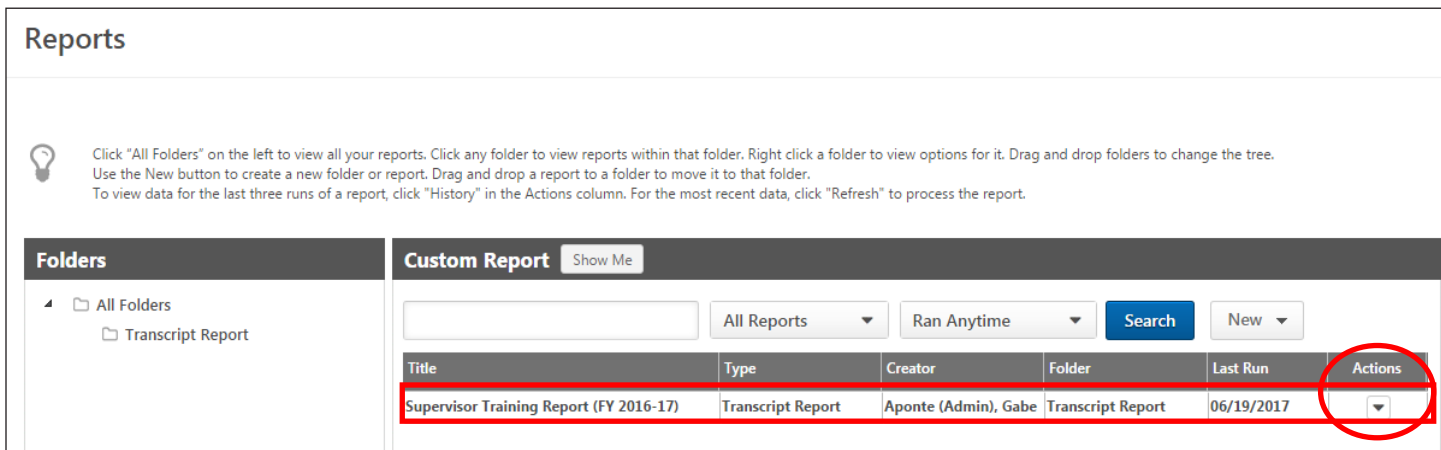 Reports
Click "All Folders" on the left to view all your reports. Click any folder to view reports within that folder. Right click a folder to view options for it. Drag and drop folders to change the tree.
Use the New button to create a new folder or report. Drag and drop a report to a folder to move it to that folder.
To view data for the last three runs of a report, click "History" in the Actions column. For the most recent data, click "Refresh" to process the report.
Folders
All Folders
Transcript Report
Custom Report Show Me
All Reports Ran Anytime Search New
Title Type Creator Folder Last Run Actions
Supervisor Training Report (FY 2016-17) Transcript Report Aponte (Admin), Gabe Transcript Report 06/19/2017